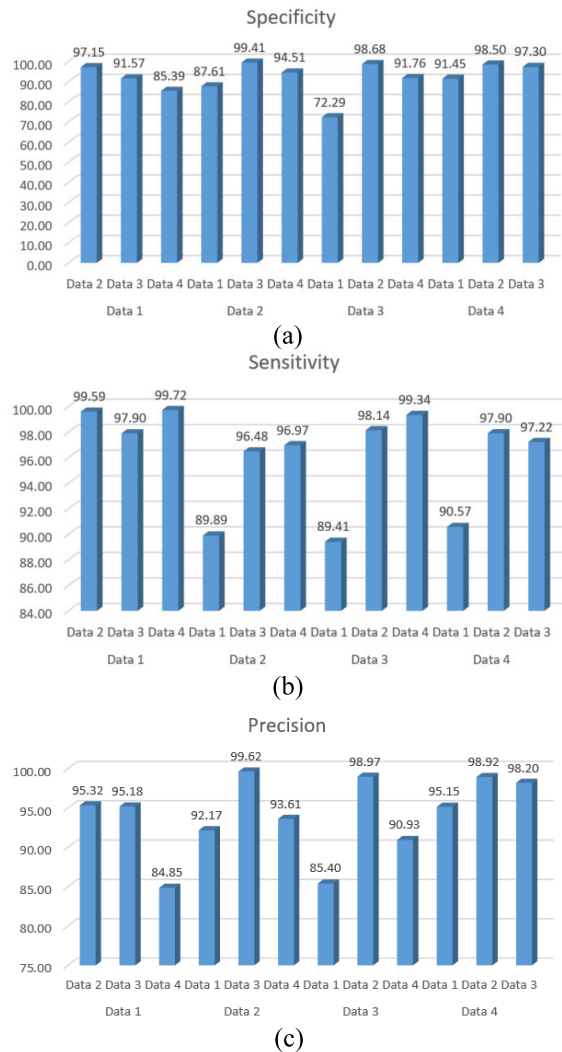 Specificity
97.15 91.57 85.39 87.61 99.41 94.51 72.29 98.68 91.76 91.45 98.50 97.30
100.00
90.00
80.00
70.00
60.00
50.00
40.00
30.00
20.00
10.00
0.00
Data 2 Data 3 Data 4 Data 1 Data 3 Data 4 Data 1 Data 2 Data 4 Data 1 Data 2 Data 3
Data 1 Data 2 Data 3 Data 4
(a)
Sensitivity
99.59 97.90 99.72 89.89 96.48 96.97 89.41 98.14 99.34 90.57 97.90 97.22
100.00
98.00
96.00
94.00
92.00
90.00
88.00
86.00
84.00
Data 2 Data 3 Data 4 Data 1 Data 3 Data 4 Data 1 Data 2 Data 4 Data 1 Data 2 Data 3
Data 1 Data 2 Data 3 Data 4
(b)
Precision
95.32 95.18 84.85 92.17 99.62 93.61 85.40 98.97 90.93 95.15 98.92 98.20
100.00
95.00
90.00
85.00
80.00
75.00
Data 2 Data 3 Data 4 Data 1 Data 3 Data 4 Data 1 Data 2 Data 4 Data 1 Data 2 Data 3
Data 1 Data 2 Data 3 Data 4
(c)